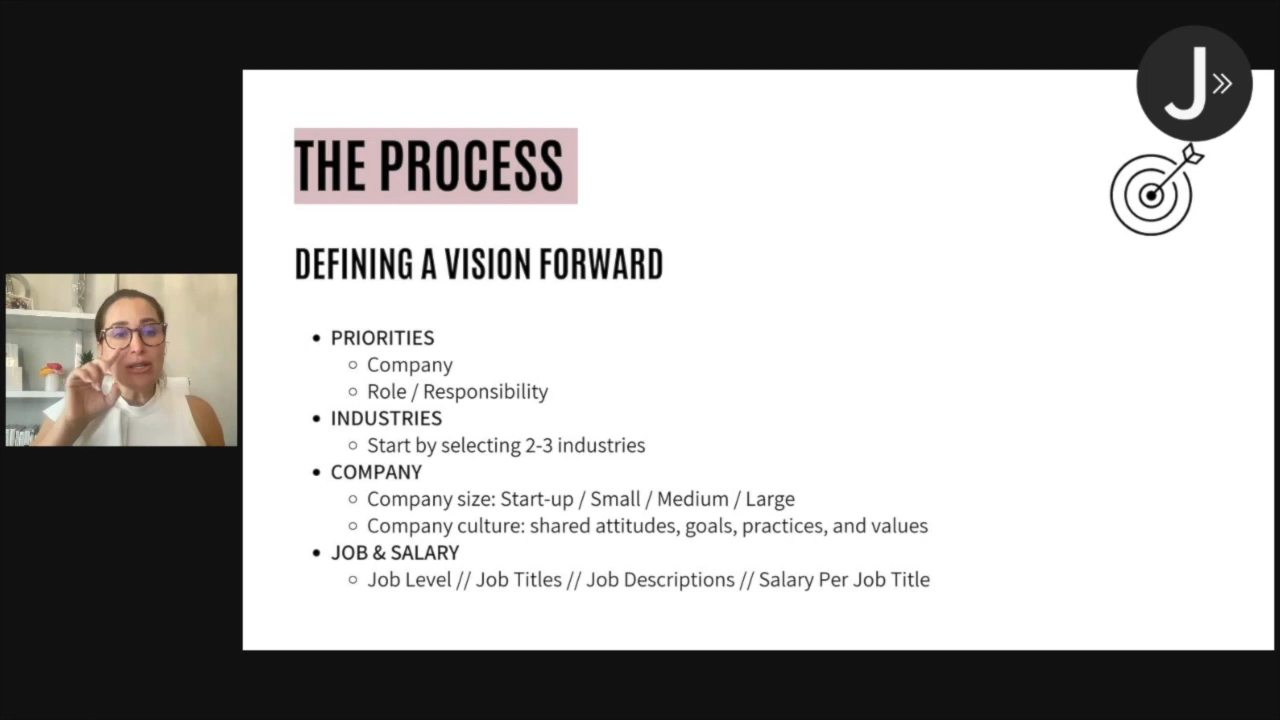 J
THE PROCESS
DEFINING A VISION FORWARD
PRIORITIES
Company
Role / Responsibility
INDUSTRIES
Start by selecting 2-3 industries
COMPANY
Company size: Start-up / Small / Medium / Large
Company culture: shared attitudes, goals, practices, and values
JOB & SALARY
Job Level // Job Titles // Job Descriptions // Salary Per Job Title